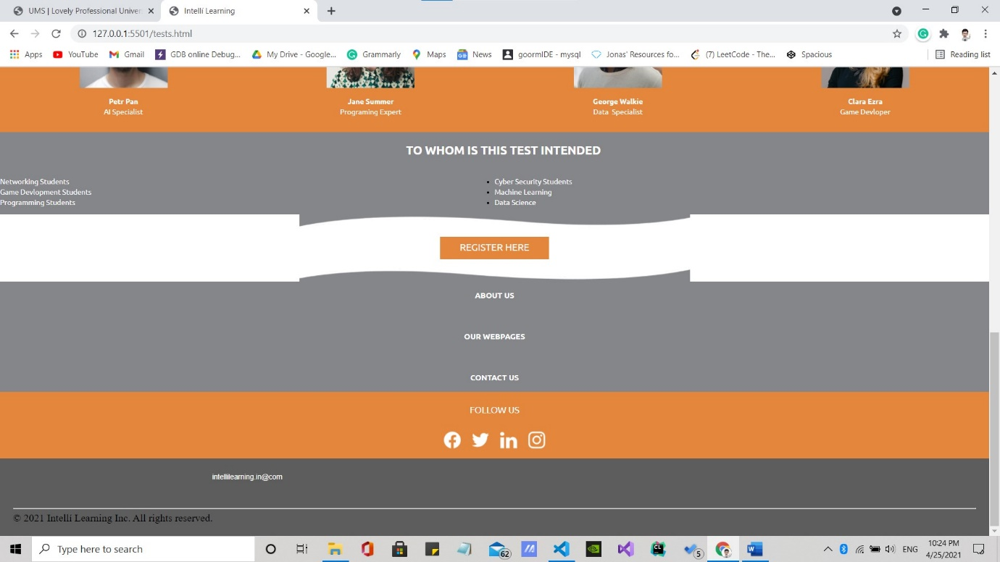 UMS | Lovely Professional Univer
Intelli Learning
127.0.0.1:5501/tests.html
Apps YouTube Gmail GDB online Debug... My Drive - Google... Grammarly Maps News goormIDE - mysql Jonas' Resources fo... (7) LeetCode - The... Spacious Reading list
Petr Pan
AI Specialist
Jane Summer
Programing Expert
George Walkie
Data Specialist
Clara Ezra
Game Devloper
TO WHOM IS THIS TEST INTENDED
Networking Students
Game Devlopment Students
Programming Students
• Cyber Security Students
• Machine Learning
• Data Science
REGISTER HERE
ABOUT US
OUR WEBPAGES
CONTACT US
FOLLOW US
intellilearning.in@com
© 2021 Intelli Learning Inc. All rights reserved.
Type here to search
62
5
ENG
10:24 PM
4/25/2021